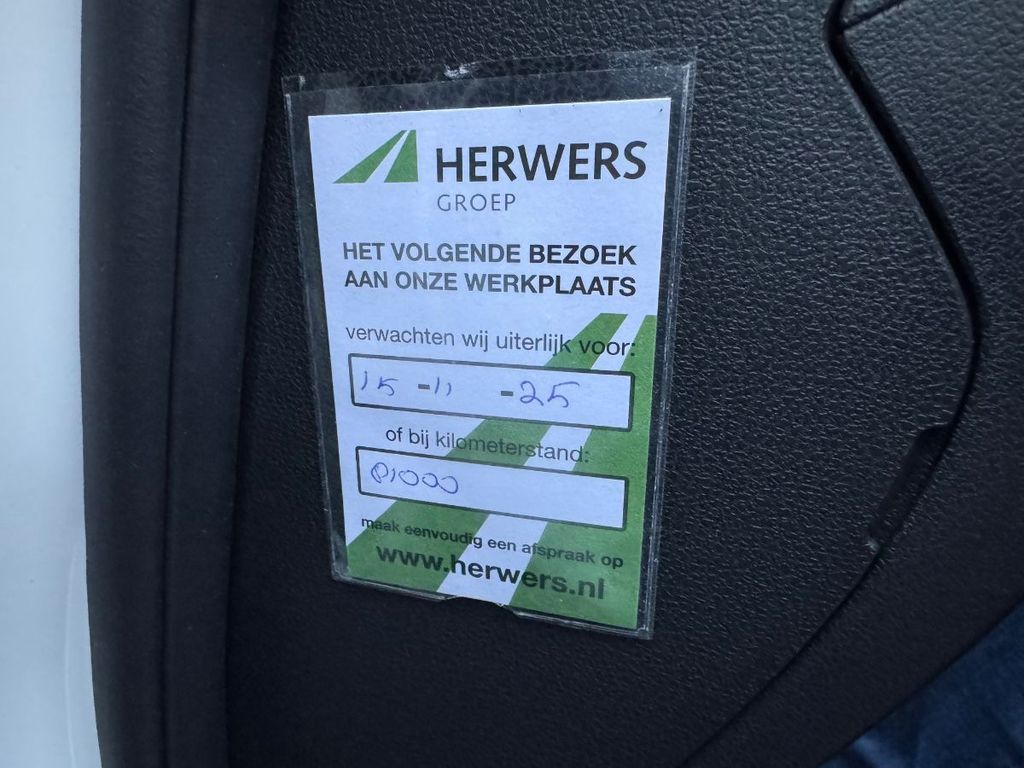 HERWERS
GROEP
HET VOLGENDE BEZOEK
AAN ONZE WERKPLAATS
verwachten wij uiterlijk voor:
15 - 11 - 25
of bij kilometerstand:
81000
maak eenvoudig een afspraak op
www.herwers.nl